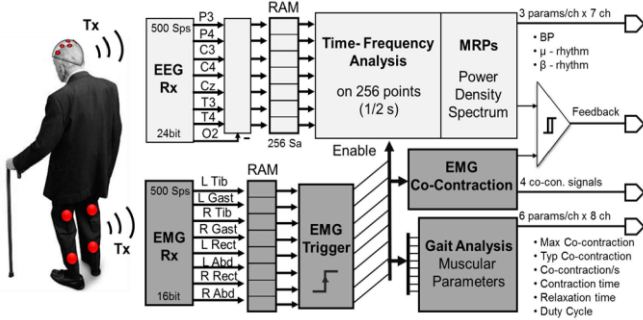 Tx
Tx
500 Sps
EEG
Rx
24bit
P3
P4
C3
C4
Cz
T3
T4
O2
-
RAM
256 Sa
Time- Frequency
Analysis
on 256 points
(1/2 s)
MRPs
Power
Density
Spectrum
3 params/ch x 7 ch
• BP
• μ - rhythm
• β - rhythm
Feedback
Enable
500 Sps
EMG
Rx
16bit
L Tib
L Gast
R Tib
R Gast
L Rect
L Abd
R Rect
R Abd
RAM
EMG
Trigger
EMG
Co-Contraction
4 co-con. signals
Gait Analysis
Muscular
Parameters
6 params/ch x 8 ch
• Max Co-contraction
• Typ Co-contraction
• Co-contraction/s
• Contraction time
• Relaxation time
• Duty Cycle